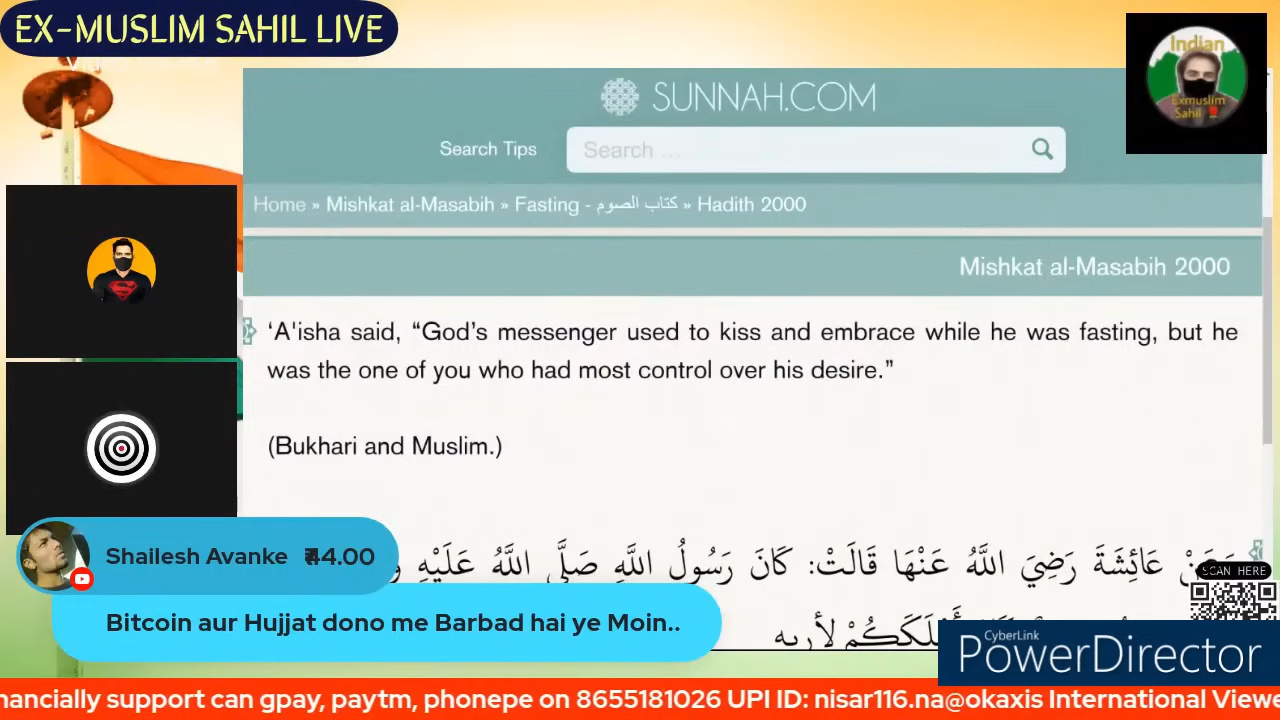 EX-MUSLIM SAHIL LIVE
Indian
Exmuslim
Sahil
SUNNAH.COM
Search Tips
Search ...
Home » Mishkat al-Masabih » Fasting - كتاب الصوم » Hadith 2000
Mishkat al-Masabih 2000
‘A'isha said, “God’s messenger used to kiss and embrace while he was fasting, but he
was the one of you who had most control over his desire.”
(Bukhari and Muslim.)
عَائِشَةَ رَضِيَ اللَّهُ عَنْهَا قَالَتْ: كَانَ رَسُولُ اللَّهِ صَلَّى اللَّهُ عَلَيْهِ
لأربه
Shailesh Avanke ₹44.00
Bitcoin aur Hujjat dono me Barbad hai ye Moin..
SCAN HERE
CyberLink
PowerDirector
nancially support can gpay, paytm, phonepe on 8655181026 UPI ID: nisar116.na@okaxis International Viewe